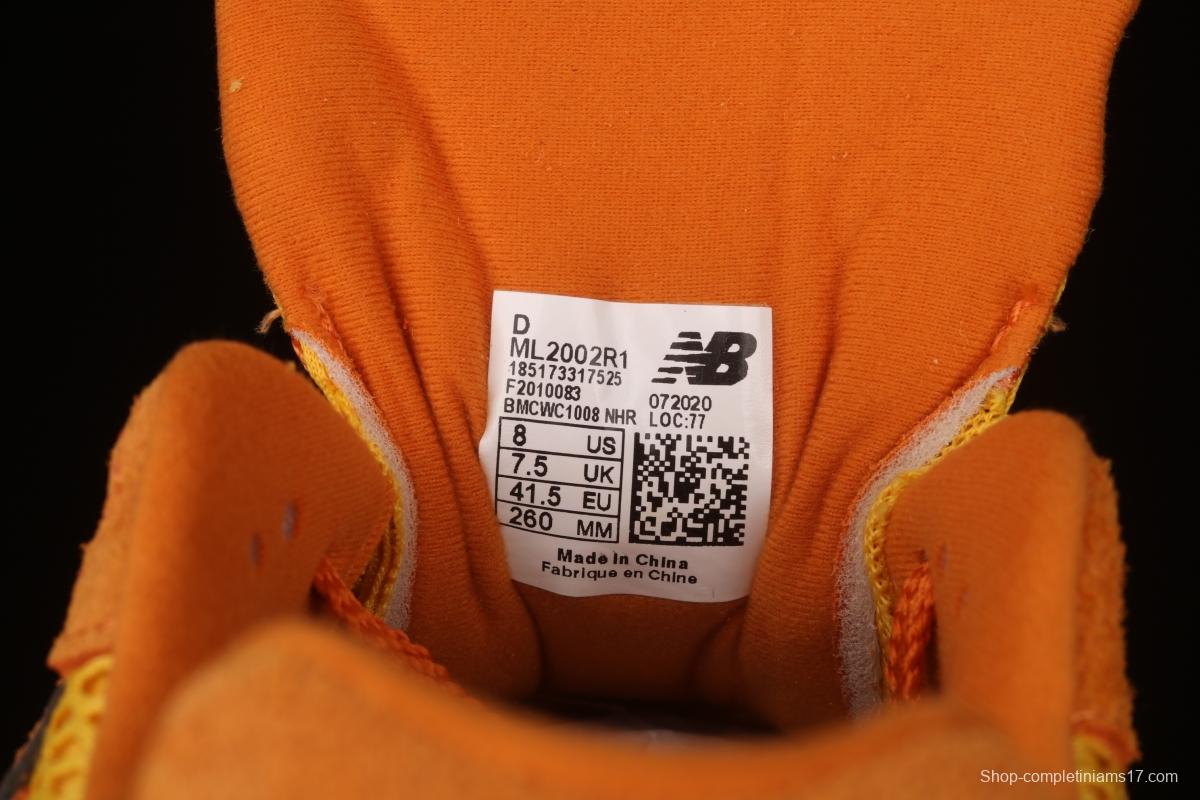 D
ML2002R1
185173317525
F2010083
BMCWC1008 NHR
NB
072020
LOC:77
8 US
7.5 UK
41.5 EU
260 MM
Made in China
Fabrique en Chine
Shop-completiniams17.com